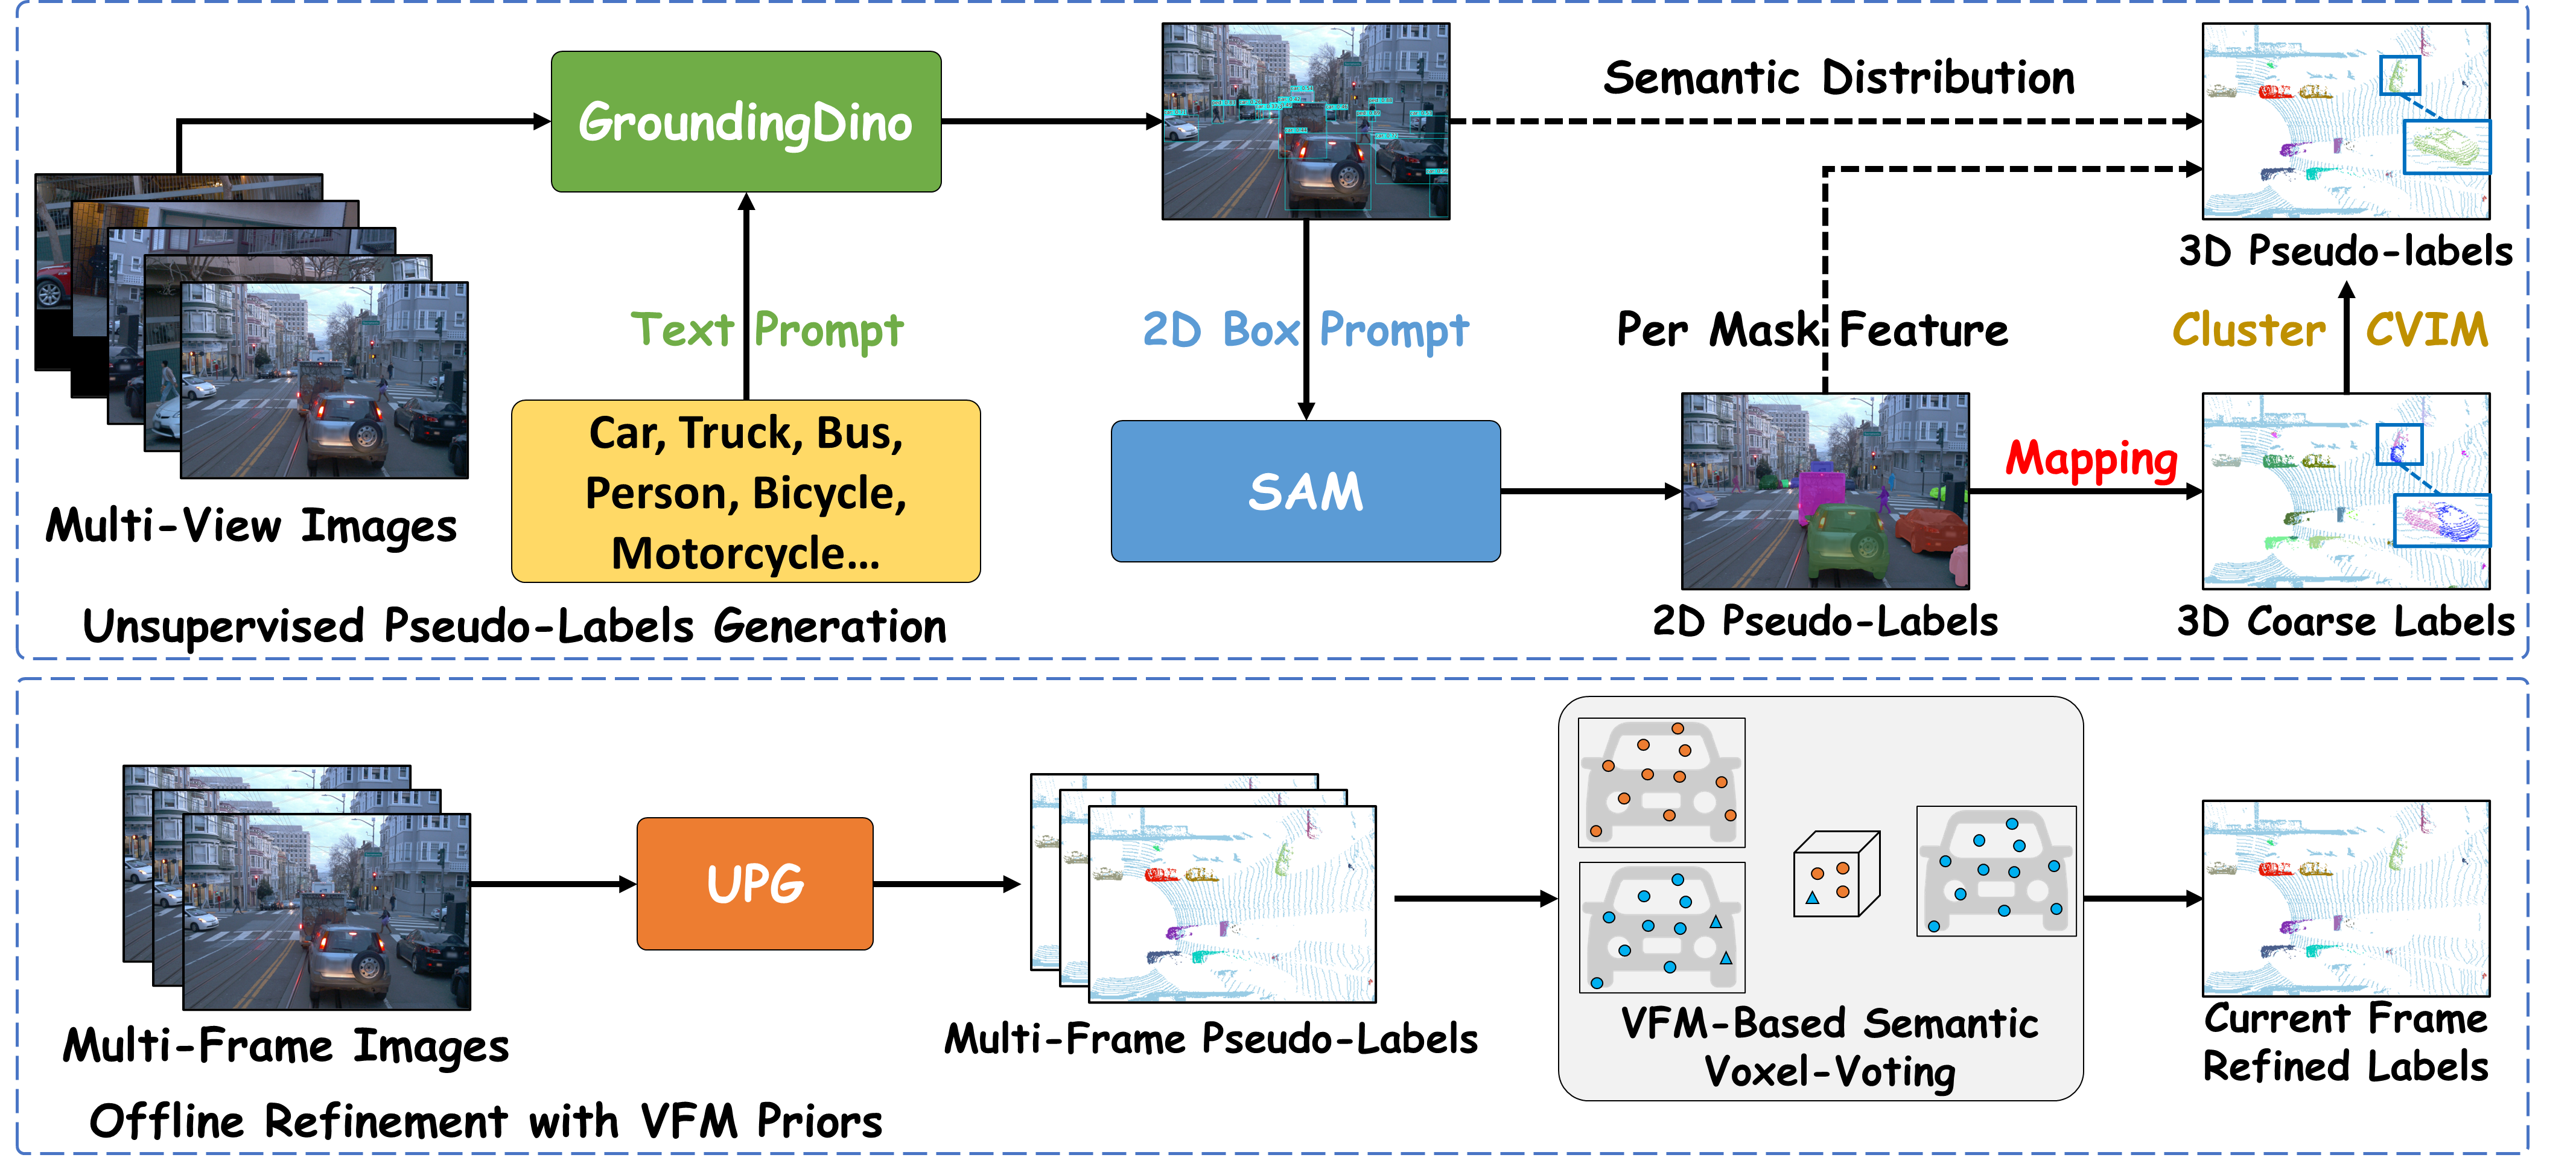 GroundingDino
Semantic Distribution
3D Pseudo-labels
Text Prompt
2D Box Prompt
Per Mask Feature
Cluster CVIM
Car, Truck, Bus,
Person, Bicycle,
Motorcycle...
SAM
Mapping
Multi-View Images
2D Pseudo-Labels
3D Coarse Labels
Unsupervised Pseudo-Labels Generation
UPG
Multi-Frame Images
Multi-Frame Pseudo-Labels
VFM-Based Semantic
Voxel-Voting
Current Frame
Refined Labels
Offline Refinement with VFM Priors